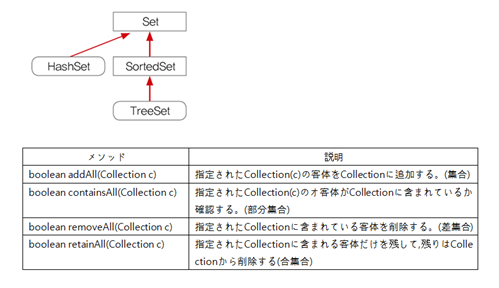 Set
HashSet
SortedSet
TreeSet
メソッド 説明
boolean addAll(Collection c) 指定されたCollection(c)の客体をCollectionに追加する。(集合)
boolean containsAll(Collection c) 指定されたCollection(c)のオ客体がCollectionに含まれているか
確認する。(部分集合)
boolean removeAll(Collection c) 指定されたCollectionに含まれている客体を削除する。(差集合)
boolean retainAll(Collection c) 指定されたCollectionに含まれる客体だけを残して,残りはColle
ctionから削除する(合集合)